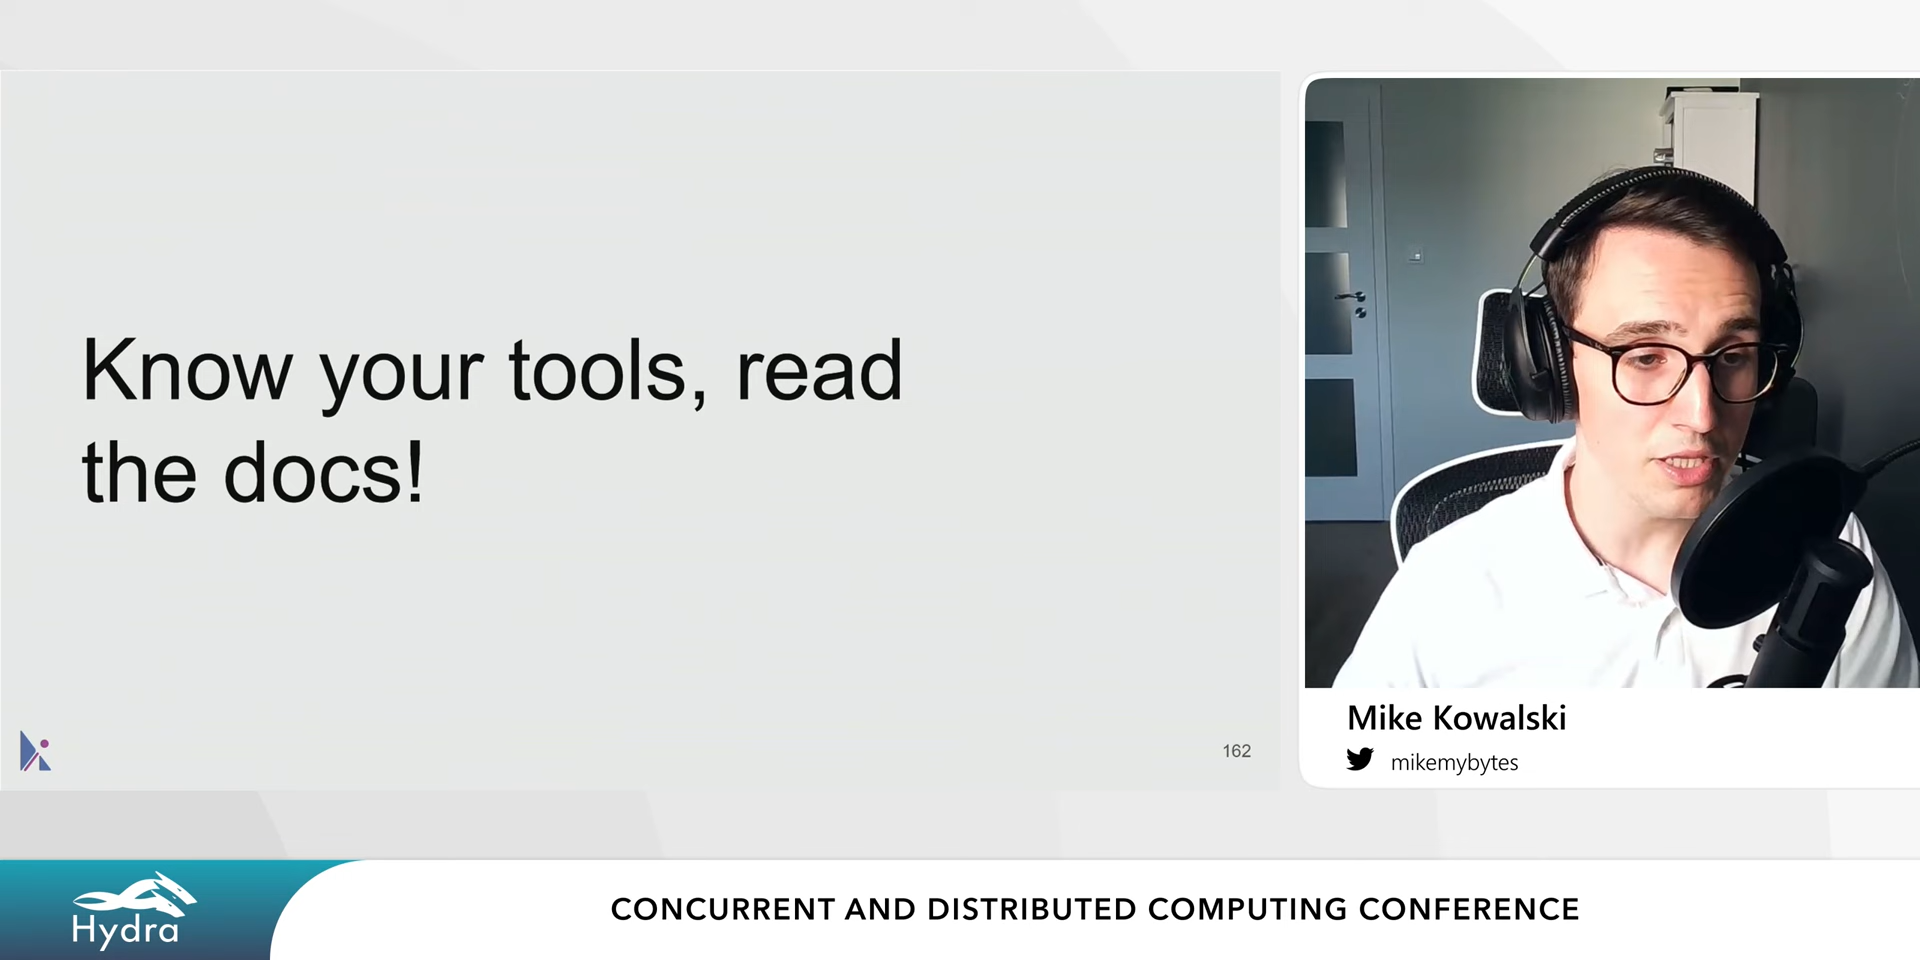 Know your tools, read
the docs!
162
Mike Kowalski
mikemybytes
Hydra
CONCURRENT AND DISTRIBUTED COMPUTING CONFERENCE